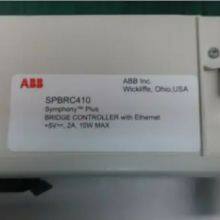 ABB
ABB Inc.
Wickliffe, Ohio,USA
SPBRC410
Symphony™ Plus
BRIDGE CONTROLLER with Ethernet
+5V⎓, 2A, 10W MAX